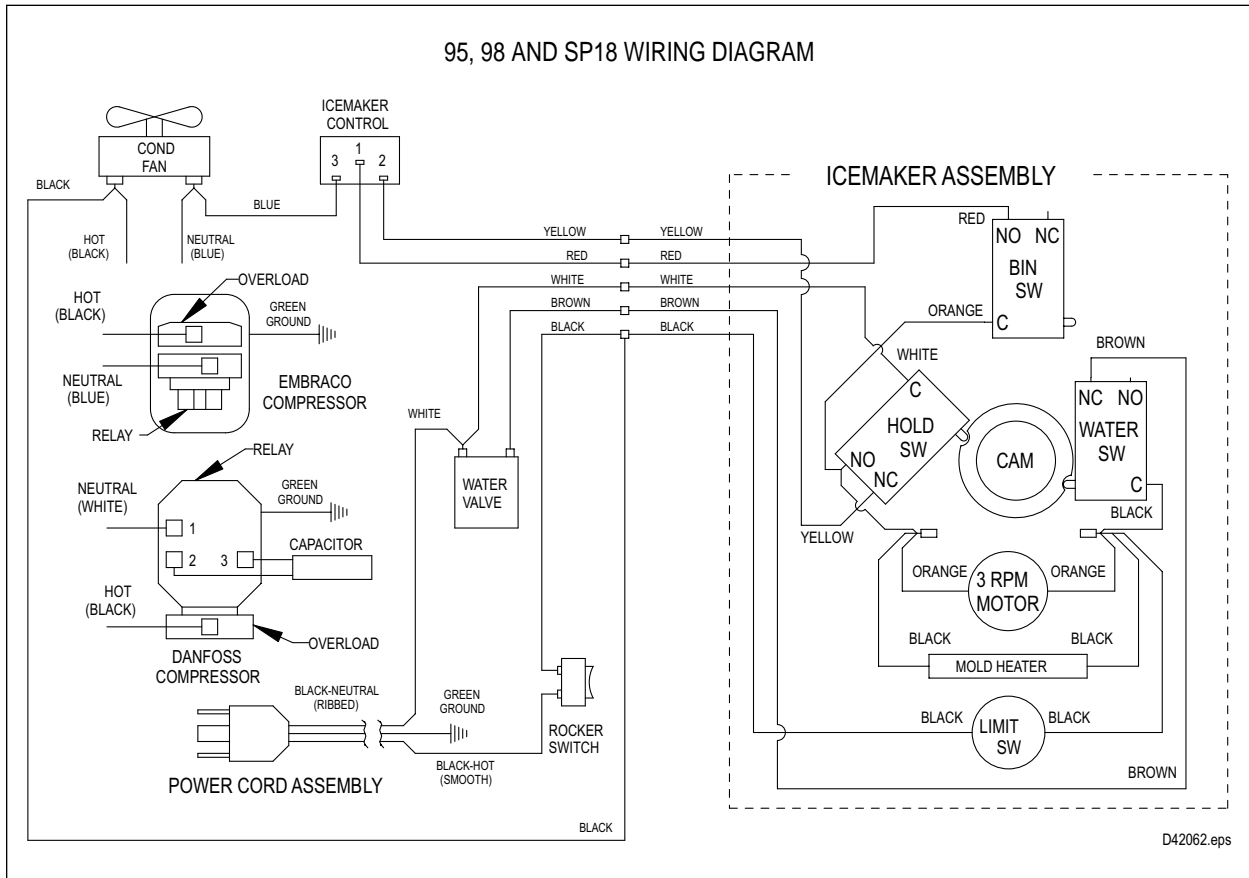 95, 98 AND SP18 WIRING DIAGRAM
COND
FAN
ICEMAKER
CONTROL
3
1
2
BLACK
BLUE
HOT
(BLACK)
NEUTRAL
(BLUE)
OVERLOAD
HOT
(BLACK)
GREEN
GROUND
NEUTRAL
(BLUE)
EMBRACO
COMPRESSOR
RELAY
RELAY
NEUTRAL
(WHITE)
GREEN
GROUND
1
2
3
CAPACITOR
HOT
(BLACK)
OVERLOAD
DANFOSS
COMPRESSOR
BLACK-NEUTRAL
(RIBBED)
GREEN
GROUND
BLACK-HOT
(SMOOTH)
POWER CORD ASSEMBLY
ROCKER
SWITCH
WHITE
WATER
VALVE
YELLOW
YELLOW
RED
RED
WHITE
WHITE
BROWN
BROWN
BLACK
BLACK
BLACK
ICEMAKER ASSEMBLY
RED
NO NC
BIN
SW
C
ORANGE
WHITE
C
HOLD
SW
NO
NC
YELLOW
CAM
BROWN
NC NO
WATER
SW
C
BLACK
ORANGE
3 RPM
MOTOR
ORANGE
BLACK
BLACK
MOLD HEATER
BLACK
LIMIT
SW
BLACK
BROWN
D42062.eps